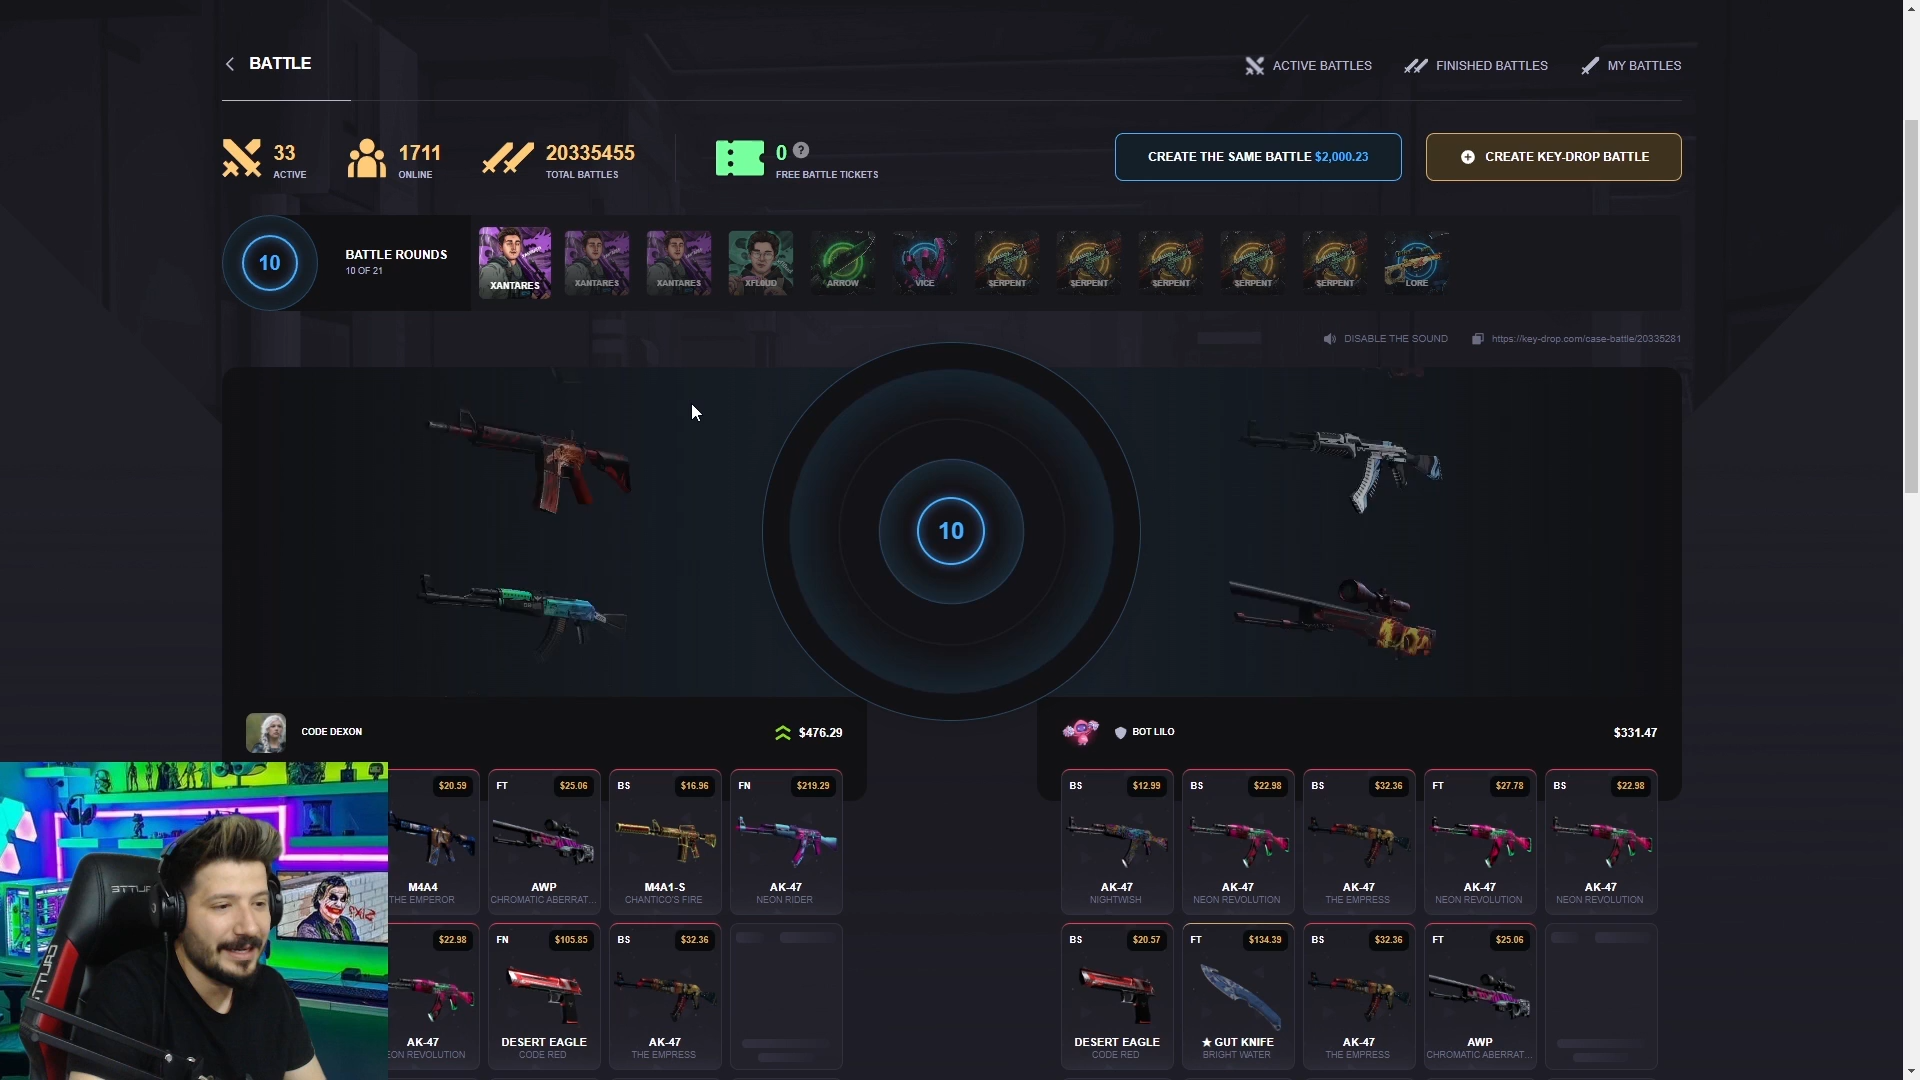 BATTLE
ACTIVE BATTLES
FINISHED BATTLES
MY BATTLES
33
ACTIVE
1711
ONLINE
20335455
TOTAL BATTLES
0 ?
FREE BATTLE TICKETS
CREATE THE SAME BATTLE $2,000.23
CREATE KEY-DROP BATTLE
10
BATTLE ROUNDS
10 OF 21
XANTARES
XANTARES
XANTARES
XFL0UD
ARROW
VICE
SERPENT
SERPENT
SERPENT
SERPENT
SERPENT
LORE
DISABLE THE SOUND
https://key-drop.com/case-battle/20335281
10
CODE DEXON
$476.29
BOT LILO
$331.47
$20.59
M4A4
THE EMPEROR
FT $25.06
AWP
CHROMATIC ABERRAT...
BS $16.96
M4A1-S
CHANTICO'S FIRE
FN $219.29
AK-47
NEON RIDER
BS $12.99
AK-47
NIGHTWISH
BS $22.98
AK-47
NEON REVOLUTION
BS $32.36
AK-47
THE EMPRESS
FT $27.78
AK-47
NEON REVOLUTION
BS $22.98
AK-47
NEON REVOLUTION
$22.98
AK-47
EON REVOLUTION
FN $105.85
DESERT EAGLE
CODE RED
BS $32.36
AK-47
THE EMPRESS
BS $20.57
DESERT EAGLE
CODE RED
FT $134.39
★ GUT KNIFE
BRIGHT WATER
BS $32.36
AK-47
THE EMPRESS
FT $25.06
AWP
CHROMATIC ABERRAT...